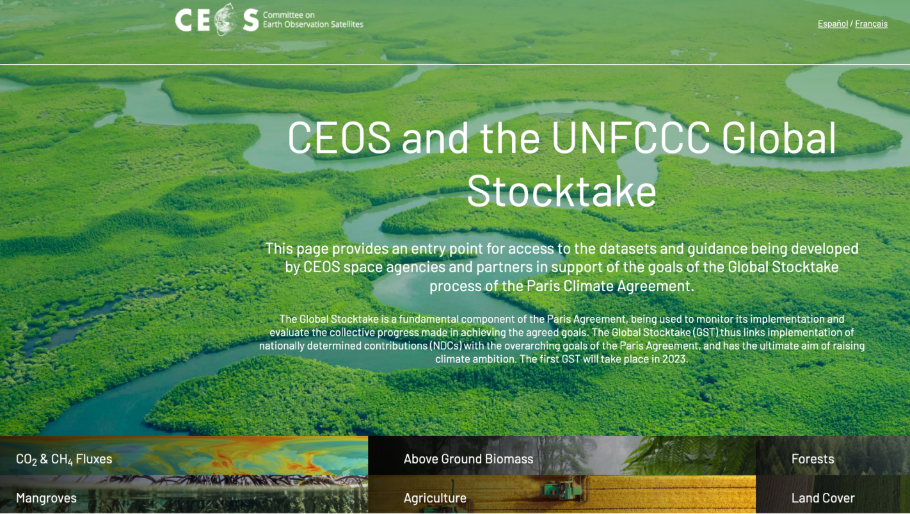 CEOS Committee on
Earth Observation Satellites
Español / Français
CEOS and the UNFCCC Global
Stocktake
This page provides an entry point for access to the datasets and guidance being developed
by CEOS space agencies and partners in support of the goals of the Global Stocktake
process of the Paris Climate Agreement.
The Global Stocktake is a fundamental component of the Paris Agreement, being used to monitor its implementation and
evaluate the collective progress made in achieving the agreed goals. The Global Stocktake (GST) thus links implementation of
nationally determined contributions (NDCs) with the overarching goals of the Paris Agreement, and has the ultimate aim of raising
climate ambition. The first GST will take place in 2023.
CO₂ & CH₄ Fluxes
Above Ground Biomass
Forests
Mangroves
Agriculture
Land Cover